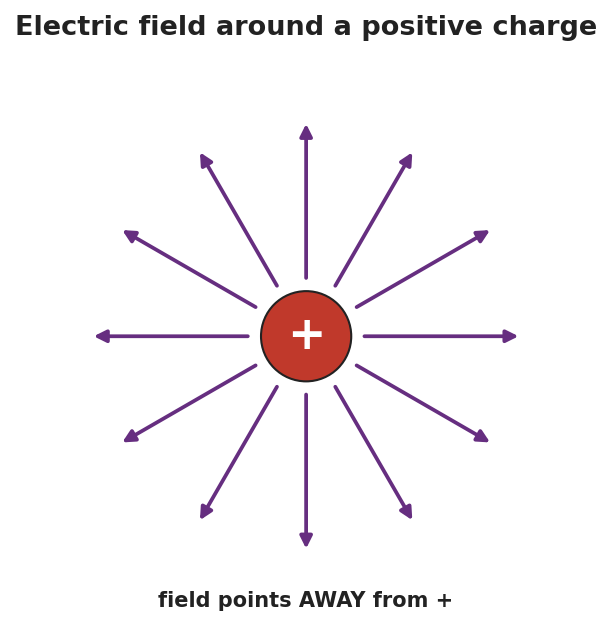 Electric field around a positive charge
+
field points AWAY from +